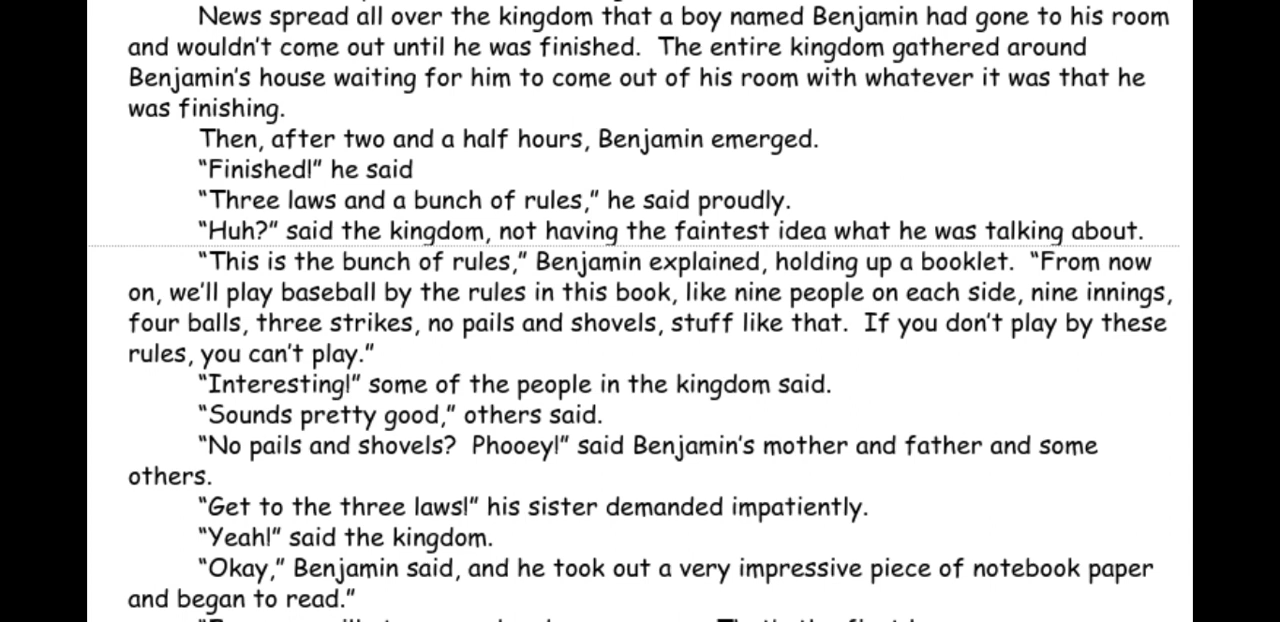 News spread all over the kingdom that a boy named Benjamin had gone to his room
and wouldn't come out until he was finished.  The entire kingdom gathered around
Benjamin's house waiting for him to come out of his room with whatever it was that he
was finishing.
Then, after two and a half hours, Benjamin emerged.
"Finished!" he said
"Three laws and a bunch of rules," he said proudly.
"Huh?" said the kingdom, not having the faintest idea what he was talking about.
"This is the bunch of rules," Benjamin explained, holding up a booklet.  "From now
on, we'll play baseball by the rules in this book, like nine people on each side, nine innings,
four balls, three strikes, no pails and shovels, stuff like that.  If you don't play by these
rules, you can't play."
"Interesting!" some of the people in the kingdom said.
"Sounds pretty good," others said.
"No pails and shovels?  Phooey!" said Benjamin's mother and father and some
others.
"Get to the three laws!" his sister demanded impatiently.
"Yeah!" said the kingdom.
"Okay," Benjamin said, and he took out a very impressive piece of notebook paper
and began to read."